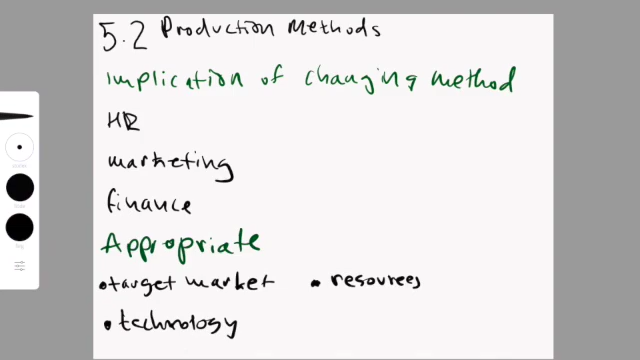 5.2 Production Methods
Implication of changing method
HR
marketing
finance
Appropriate
• target market • resources
• technology